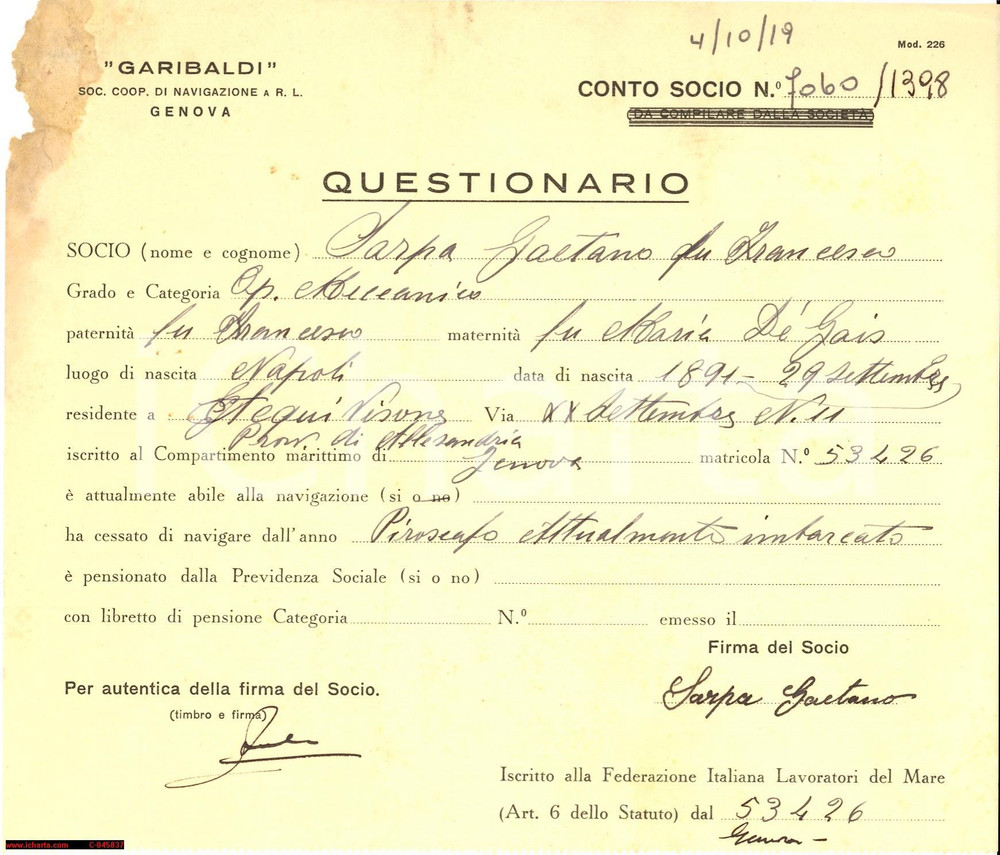 4/10/19
Mod. 226
"GARIBALDI"
SOC. COOP. DI NAVIGAZIONE A R. L.
GENOVA
CONTO SOCIO N.º 7060 /1398
DA COMPILARE DALLA SOCIETÀ
QUESTIONARIO
SOCIO (nome e cognome) Sarpa Gaetano fu Francesco
Grado e Categoria Op. Meccanico
paternità fu Francesco maternità fu Maria De Gais
luogo di nascita Napoli data di nascita 1891 - 29 settembre
residente a Visone Via XX Settembre N. 11
Prov. di Allesandria
iscritto al Compartimento marittimo di Genova matricola N.º 53426
è attualmente abile alla navigazione (si o no)
ha cessato di navigare dall'anno Piroscafo Attualmente imbarcato
è pensionato dalla Previdenza Sociale (si o no)
con libretto di pensione Categoria N.º emesso il
Firma del Socio
Per autentica della firma del Socio.
(timbro e firma)
Sarpa Gaetano
Iscritto alla Federazione Italiana Lavoratori del Mare
(Art. 6 dello Statuto) dal 53426
Genova -
www.icharta.com C-045837